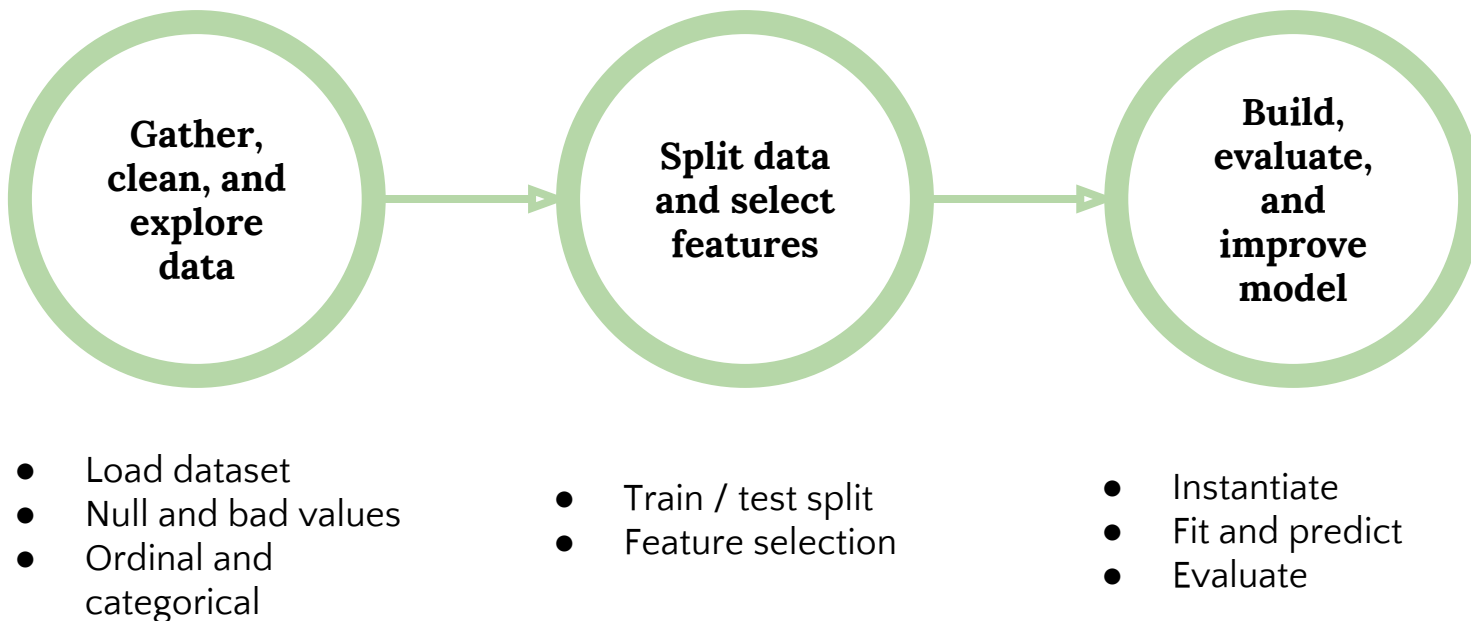 Gather,
clean, and
explore
data
Split data
and select
features
Build,
evaluate,
and
improve
model
● Load dataset
● Null and bad values
● Ordinal and
categorical
● Train / test split
● Feature selection
● Instantiate
● Fit and predict
● Evaluate